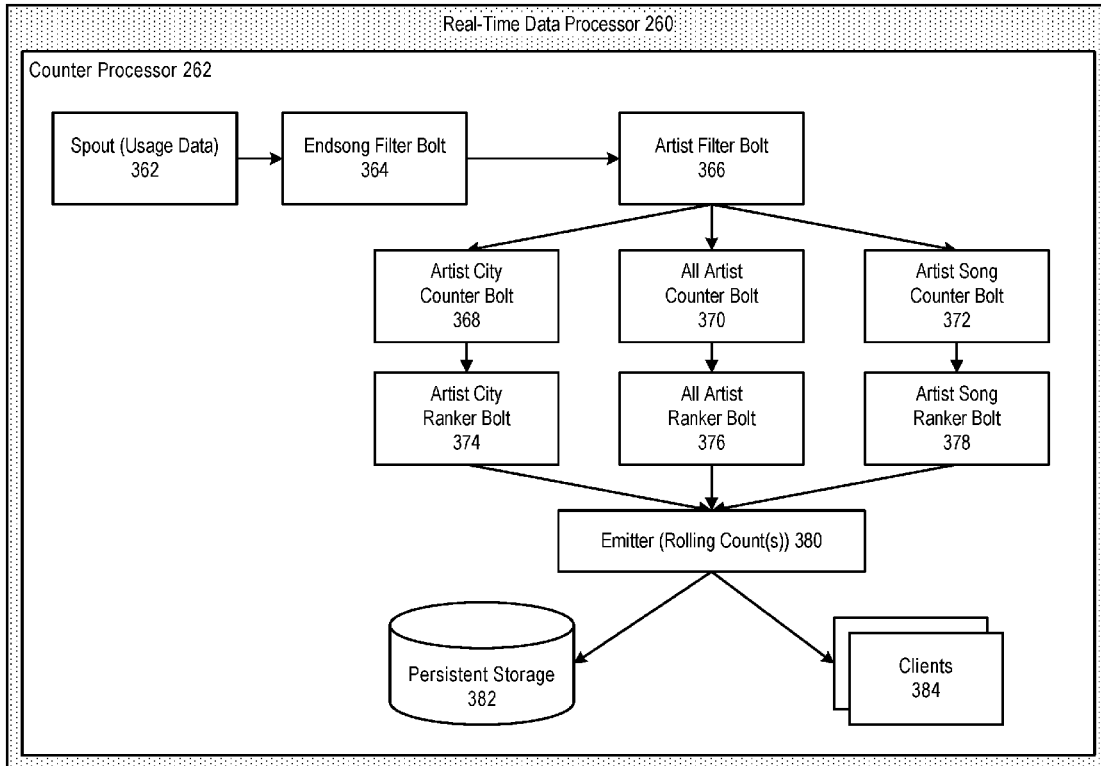 Real-Time Data Processor 260
Counter Processor 262
Spout (Usage Data)
362
Endsong Filter Bolt
364
Artist Filter Bolt
366
Artist City
Counter Bolt
368
All Artist
Counter Bolt
370
Artist Song
Counter Bolt
372
Artist City
Ranker Bolt
374
All Artist
Ranker Bolt
376
Artist Song
Ranker Bolt
378
Emitter (Rolling Count(s)) 380
Persistent Storage
382
Clients
384